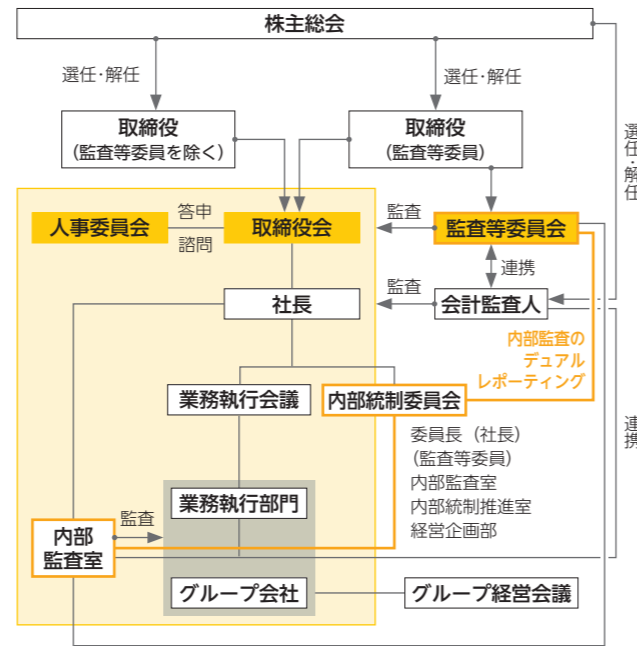 株主総会
選任・解任
選任・解任
選任・解任
取締役
(監査等委員を除く)
取締役
(監査等委員)
人事委員会
答申
諮問
取締役会
監査
監査等委員会
連携
社長
監査
会計監査人
内部監査の
デュアル
レポーティング
業務執行会議
内部統制委員会
連携
委員長（社長）
(監査等委員)
内部監査室
内部統制推進室
経営企画部
業務執行部門
監査
内部
監査室
グループ会社
グループ経営会議